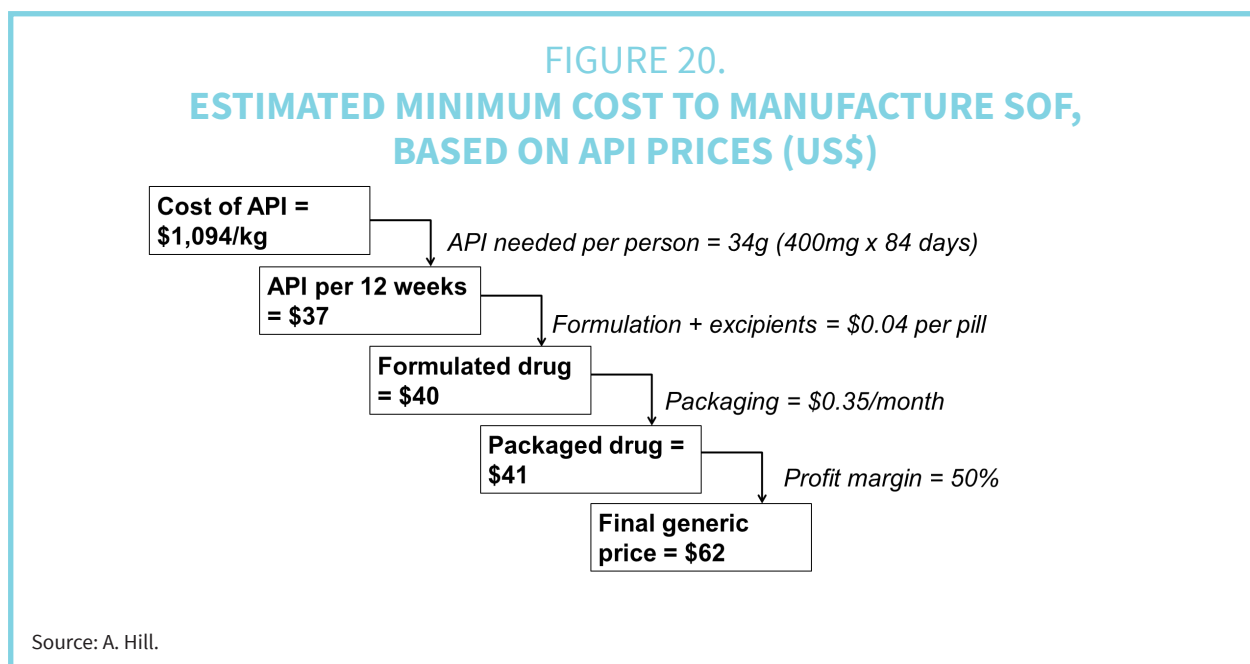 FIGURE 20.
ESTIMATED MINIMUM COST TO MANUFACTURE SOF,
BASED ON API PRICES (US$)
Cost of API =
$1,094/kg
API needed per person = 34g (400mg x 84 days)
API per 12 weeks
= $37
Formulation + excipients = $0.04 per pill
Formulated drug
= $40
Packaging = $0.35/month
Packaged drug =
$41
Profit margin = 50%
Final generic
price = $62
Source: A. Hill.